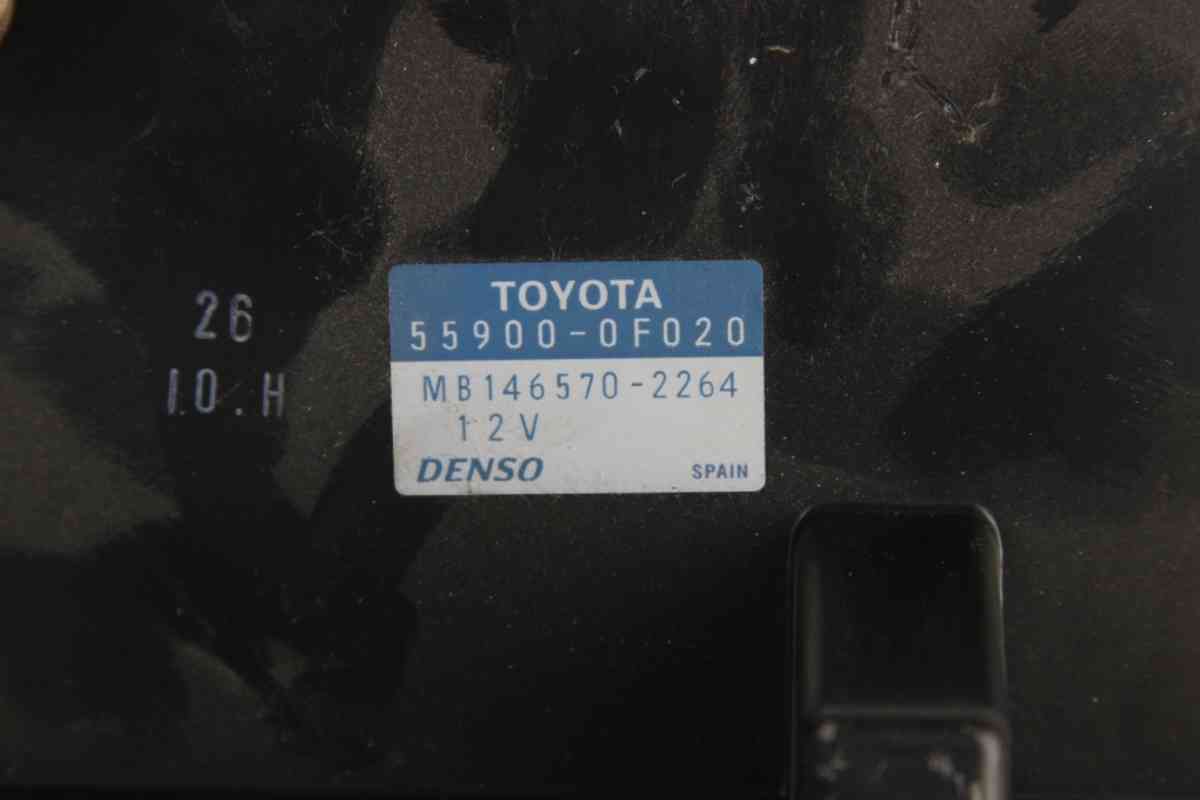 26
10.H
TOYOTA
55900-0F020
MB146570-2264
12V
DENSO
SPAIN